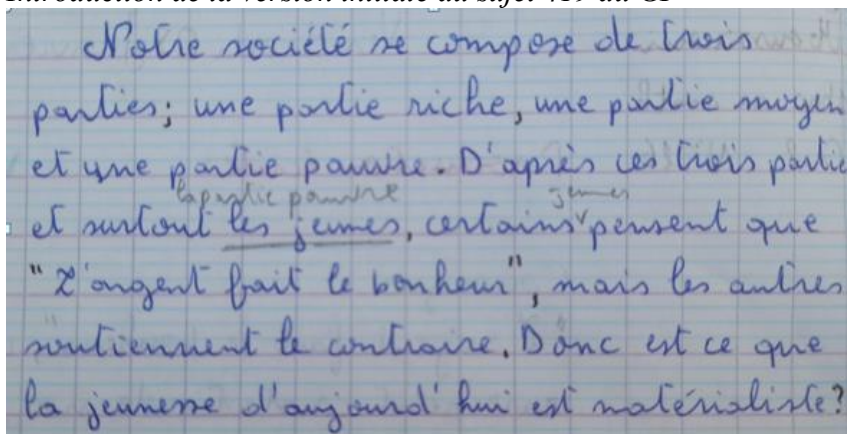 Introduction de la version initiale du sujet 419 du GP
Notre société se compose de trois
parties; une partie riche, une partie moyen
et une partie pauvre. D'après ces trois partie
la partie pauvre jeunes
et surtout les jeunes, certains pensent que
"L'argent fait le bonheur", mais les autres
soutiennent le contraire. Donc est ce que
la jeunesse d'aujourd'hui est matérialiste?